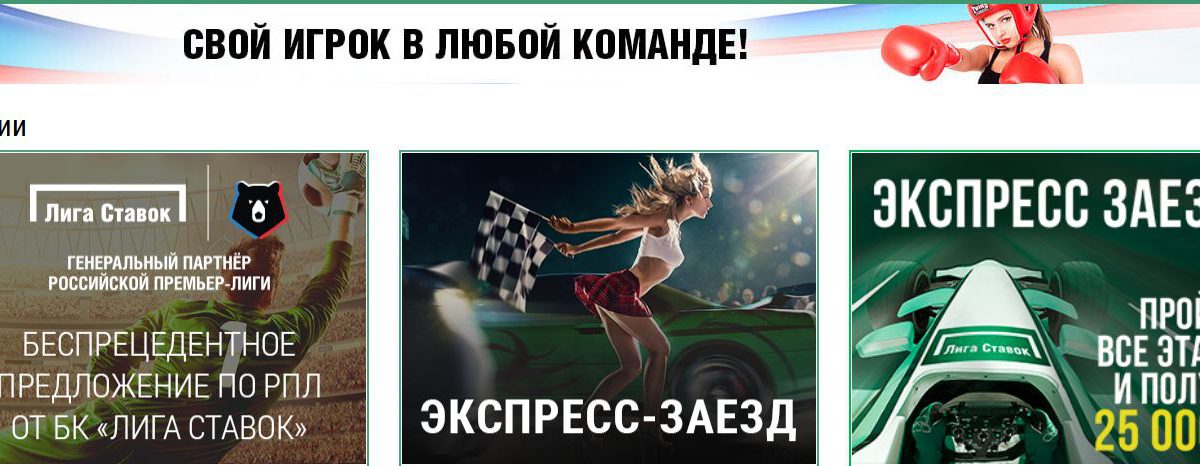 СВОЙ ИГРОК В ЛЮБОЙ КОМАНДЕ!
ИИ
Лига Ставок
ГЕНЕРАЛЬНЫЙ ПАРТНЁР
РОССИЙСКОЙ ПРЕМЬЕР-ЛИГИ
1
БЕСПРЕЦЕДЕНТНОЕ
ПРЕДЛОЖЕНИЕ ПО РПЛ
ОТ БК «ЛИГА СТАВОК»
ЭКСПРЕСС-ЗАЕЗД
ЭКСПРЕСС ЗАЕЗ
ПРОЙ
ВСЕ ЭТА
И ПОЛУ
25 00
Лига Ставок